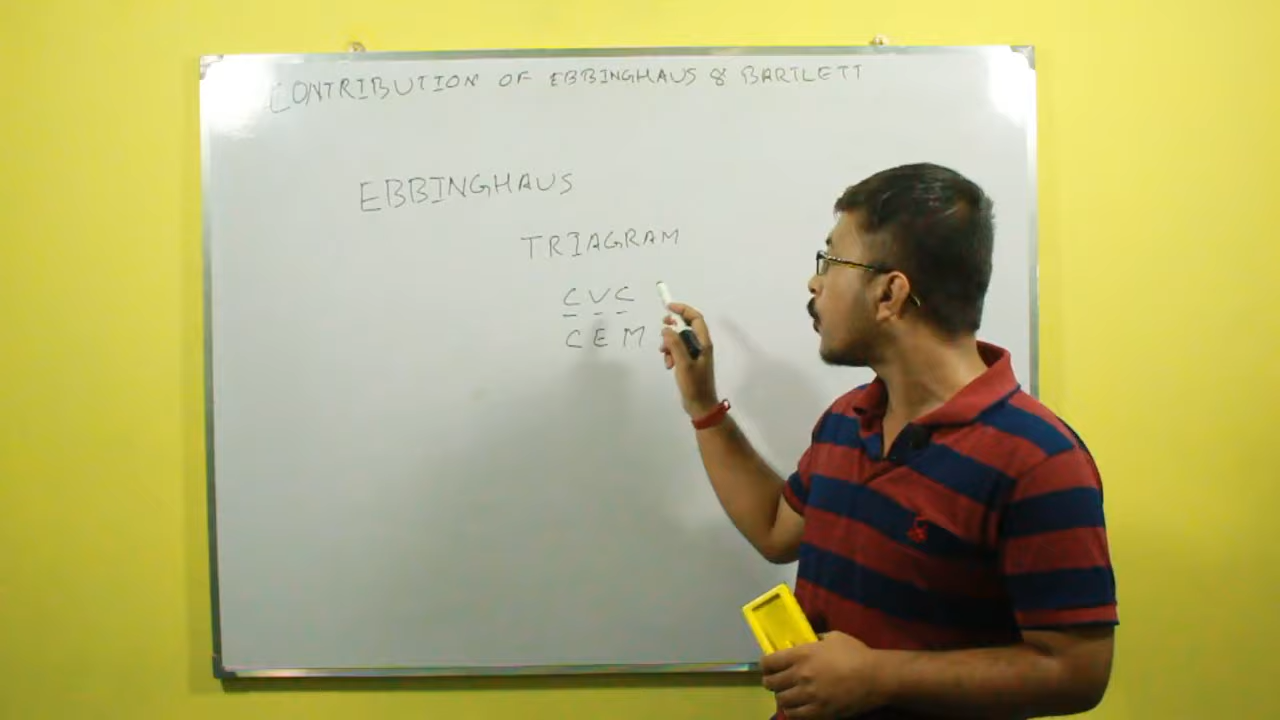 CONTRIBUTION OF EBBINGHAUS & BARTLETT
EBBINGHAUS
TRIAGRAM
CVC
CEM